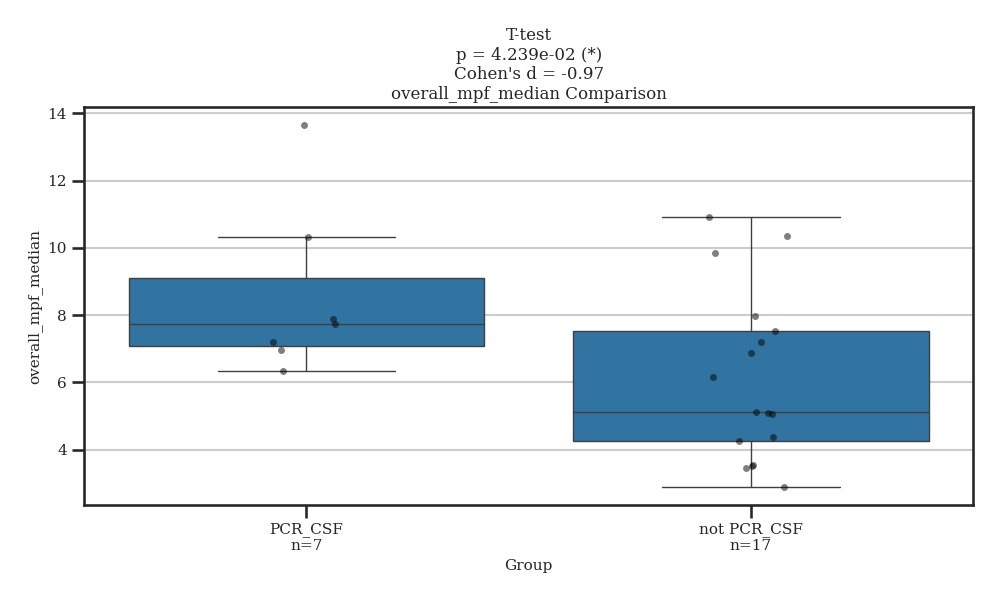 T-test
p = 4.239e-02 (*)
Cohen's d = -0.97
overall_mpf_median Comparison
14
12
10
8
6
4
overall_mpf_median
PCR_CSF
n=7
not PCR_CSF
n=17
Group